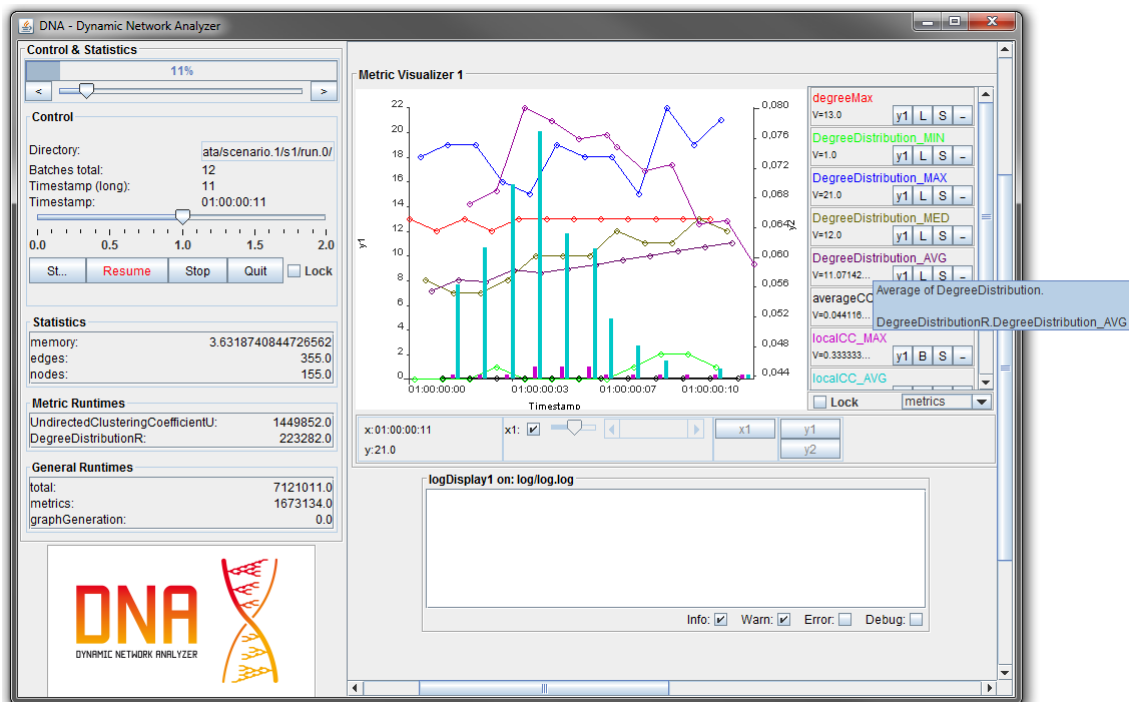 DNA - Dynamic Network Analyzer
Control & Statistics
11%
< >
Control
Directory: ata/scenario.1/s1/run.0/
Batches total: 12
Timestamp (long): 11
Timestamp: 01:00:00:11
0.0 0.5 1.0 1.5 2.0
St... Resume Stop Quit Lock
Statistics
memory: 3.6318740844726562
edges: 355.0
nodes: 155.0
Metric Runtimes
UndirectedClusteringCoefficientU: 1449852.0
DegreeDistributionR: 223282.0
General Runtimes
total: 7121011.0
metrics: 1673134.0
graphGeneration: 0.0
DNA
DYNAMIC NETWORK ANALYZER
Metric Visualizer 1
22
20
18
16
14
12
10
8
6
4
2
0
y1
0,080
0,076
0,072
0,068
0,064
0,060
0,056
0,052
0,048
0,044
y2
01:00:00:00 01:00:00:03 01:00:00:07 01:00:00:10
Timestamp
degreeMax
V=13.0 y1 L S -
DegreeDistribution_MIN
V=1.0 y1 L S -
DegreeDistribution_MAX
V=21.0 y1 L S -
DegreeDistribution_MED
V=12.0 y1 L S -
DegreeDistribution_AVG
V=11.07142... y1 L S -
Average of DegreeDistribution.
DegreeDistributionR.DegreeDistribution_AVG
averageCC
V=0.044116...
localCC_MAX
V=0.333333... y1 B S -
localCC_AVG
Lock metrics
x:01:00:00:11 x1: x1 y1
y:21.0 y2
logDisplay1 on: log/log.log
Info: Warn: Error: Debug: